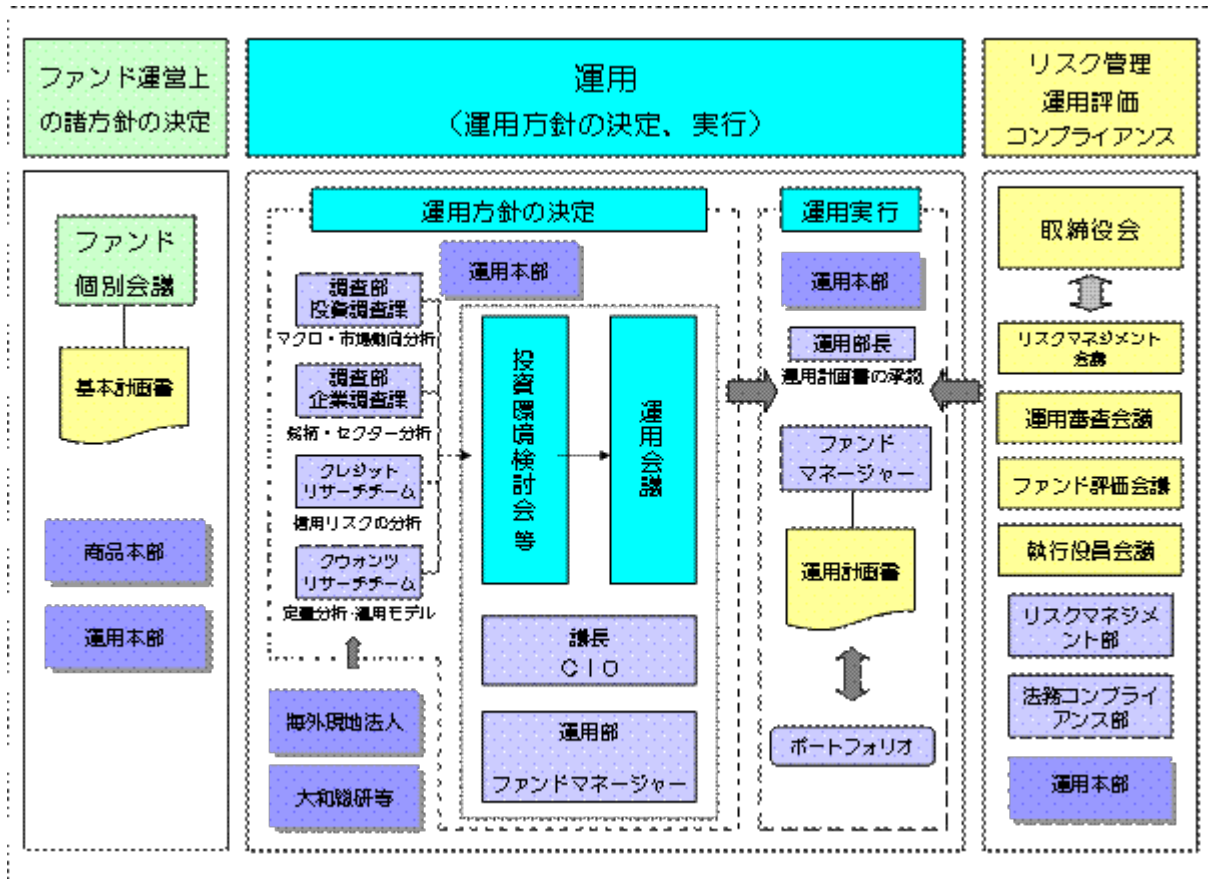 ファンド運営上
の諸方針の決定
運用
（運用方針の決定、実行）
リスク管理
運用評価
コンプライアンス
ファンド
個別会議
基本計画書
商品本部
運用本部
運用方針の決定
運用本部
調査部
投資調査課
マクロ・市場動向分析
調査部
企業調査課
銘柄・セクター分析
クレジット
リサーチチーム
信用リスクの分析
クウォンツ
リサーチチーム
定量分析・運用モデル
海外現地法人
大和総研等
投資環境検討会等
運用会議
議長
ＣＩＯ
運用部
ファンドマネージャー
運用実行
運用本部
運用部長
運用計画書の承認
ファンド
マネージャー
運用計画書
ポートフォリオ
取締役会
リスクマネジメント
会議
運用審査会議
ファンド評価会議
執行役員会議
リスクマネジメ
ント部
法務コンプライ
アンス部
運用本部